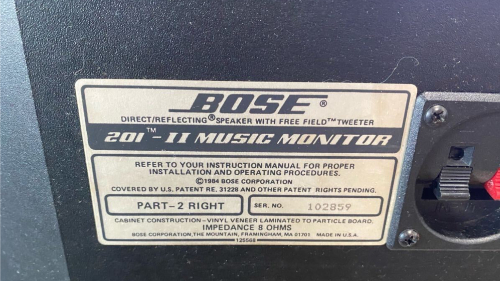 BOSE®
DIRECT/REFLECTING® SPEAKER WITH FREE FIELD™ TWEETER
201™-II MUSIC MONITOR
REFER TO YOUR INSTRUCTION MANUAL FOR PROPER
INSTALLATION AND OPERATING PROCEDURES.
©1984 BOSE CORPORATION
COVERED BY U.S. PATENT RE. 31228 AND OTHER PATENT RIGHTS PENDING.
PART-2 RIGHT
SER. NO. 102859
CABINET CONSTRUCTION-VINYL VENEER LAMINATED TO PARTICLE BOARD.
IMPEDANCE 8 OHMS
BOSE CORPORATION, THE MOUNTAIN, FRAMINGHAM, MA 01701 MADE IN U.S.A.
125568